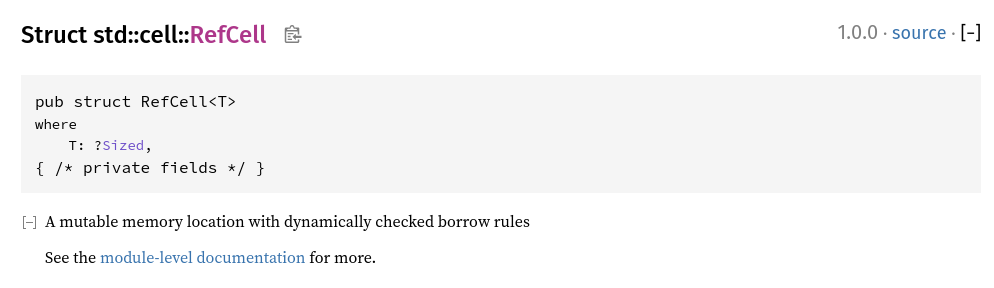 Struct std::cell::RefCell 1.0.0 · source · [−]
pub struct RefCell<T>
where
    T: ?Sized,
{ /* private fields */ }
[−] A mutable memory location with dynamically checked borrow rules
See the module-level documentation for more.